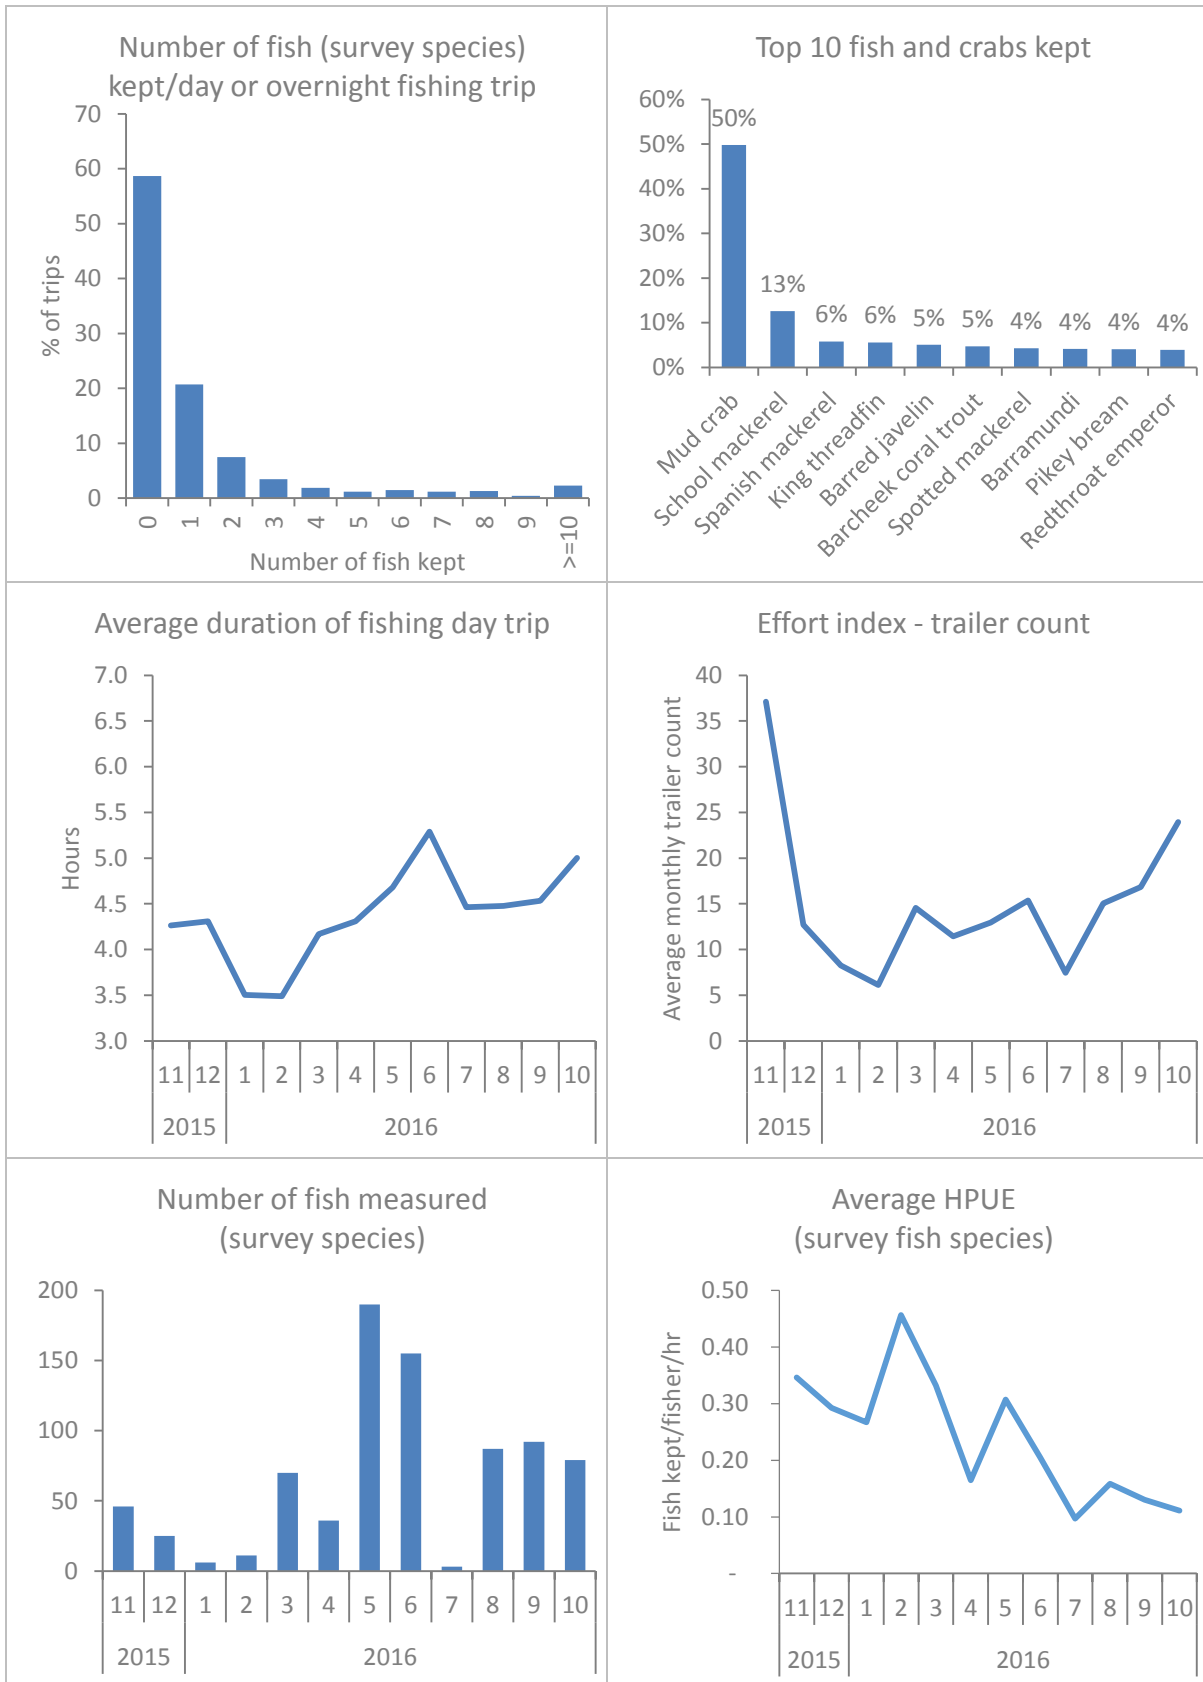 Number of fish (survey species)
kept/day or overnight fishing trip
70
60
50
40
30
20
10
0
% of trips
0 1 2 3 4 5 6 7 8 9 >=10
Number of fish kept
Top 10 fish and crabs kept
60%
50%
40%
30%
20%
10%
0%
50% 13% 6% 6% 5% 5% 4% 4% 4% 4%
Mud crab
School mackerel
Spanish mackerel
King threadfin
Barred javelin
Barcheek coral trout
Spotted mackerel
Barramundi
Pikey bream
Redthroat emperor
Average duration of fishing day trip
7.0
6.5
6.0
5.5
5.0
4.5
4.0
3.5
3.0
Hours
11 12 1 2 3 4 5 6 7 8 9 10
2015 2016
Effort index - trailer count
40
35
30
25
20
15
10
5
0
Average monthly trailer count
11 12 1 2 3 4 5 6 7 8 9 10
2015 2016
Number of fish measured
(survey species)
200
150
100
50
0
11 12 1 2 3 4 5 6 7 8 9 10
2015 2016
Average HPUE
(survey fish species)
0.50
0.40
0.30
0.20
0.10
-
Fish kept/fisher/hr
11 12 1 2 3 4 5 6 7 8 9 10
2015 2016